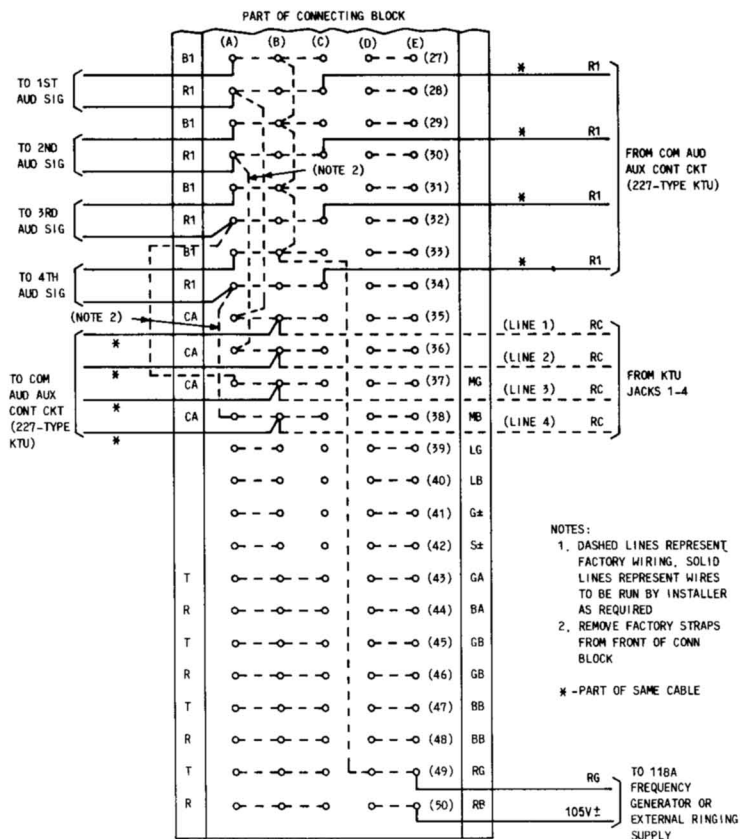 PART OF CONNECTING BLOCK
(A) (B) (C) (D) (E)
B1 (27)
TO 1ST
AUD SIG
R1 (28) * R1
B1 (29)
TO 2ND
AUD SIG
R1 (30) * R1
(NOTE 2)
FROM COM AUD
AUX CONT CKT
(227-TYPE KTU)
B1 (31)
TO 3RD
AUD SIG
R1 (32) * R1
B1 (33)
TO 4TH
AUD SIG
R1 (34) * R1
(NOTE 2)
CA (35) (LINE 1) RC
*
CA (36) (LINE 2) RC
*
TO COM
AUD AUX
CONT CKT
(227-TYPE
KTU)
FROM KTU
JACKS 1-4
CA (37) MG (LINE 3) RC
*
CA (38) MB (LINE 4) RC
*
(39) LG
(40) LB
(41) G±
(42) S±
T (43) GA
R (44) BA
T (45) GB
R (46) GB
T (47) BB
R (48) BB
T (49) RG
R (50) RB
NOTES:
1. DASHED LINES REPRESENT
FACTORY WIRING, SOLID
LINES REPRESENT WIRES
TO BE RUN BY INSTALLER
AS REQUIRED
2. REMOVE FACTORY STRAPS
FROM FRONT OF CONN
BLOCK
* -PART OF SAME CABLE
RG
105V±
TO 118A
FREQUENCY
GENERATOR OR
EXTERNAL RINGING
SUPPLY